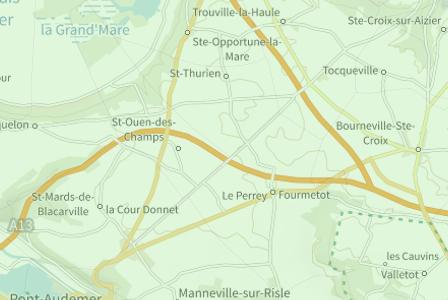 Trouville-la-Haule
Ste-Croix-sur-Aizier
la Grand'Mare
Ste-Opportune-la-
Mare
St-Thurien
Tocqueville
St-Ouen-des-
Champs
Bourneville-Ste-
Croix
St-Mards-de-
Blacarville
la Cour Donnet
Le Perrey
Fourmetot
A13
les Cauvins
Valletot
Pont-Audemer
Manneville-sur-Risle